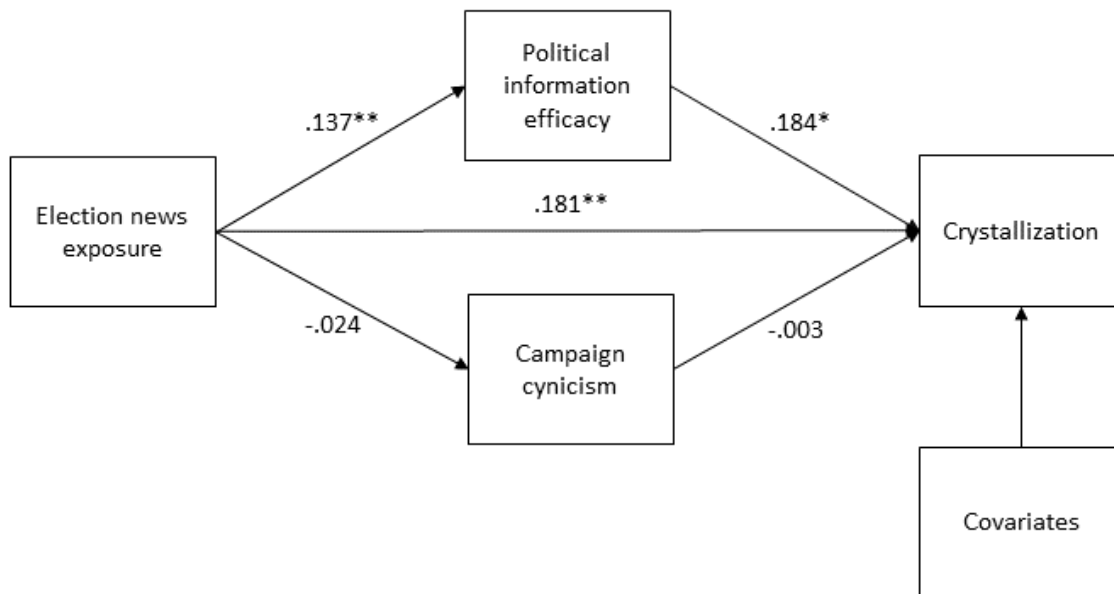 Political
information
efficacy
.137**
.184*
Election news
exposure
.181**
Crystallization
-.024
-.003
Campaign
cynicism
Covariates